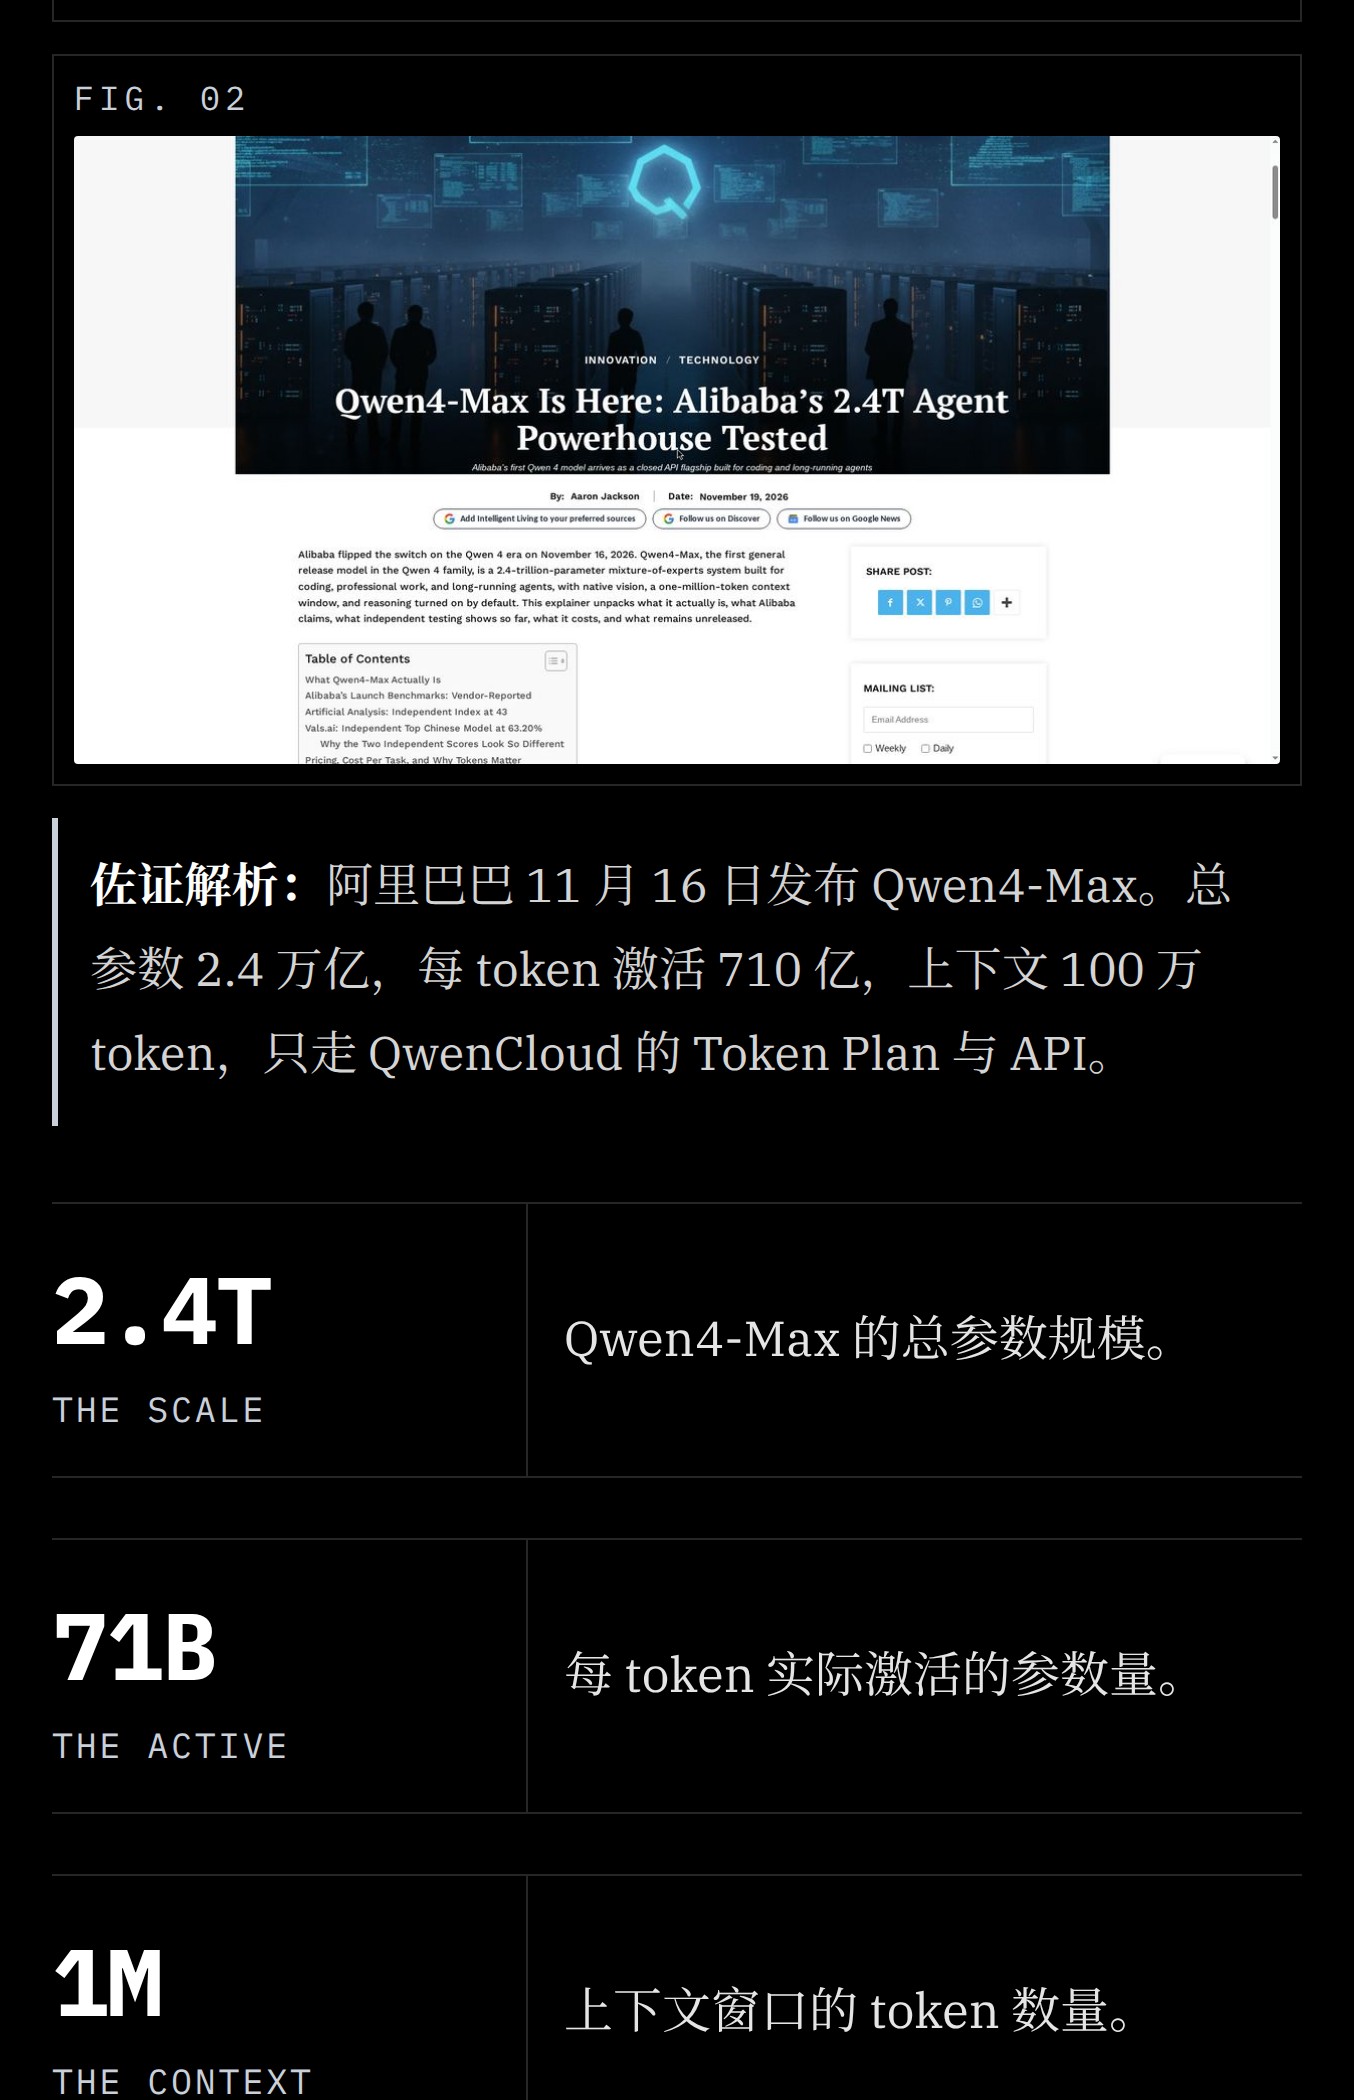 FIG. 02
INNOVATION / TECHNOLOGY
Qwen4-Max Is Here: Alibaba’s 2.4T Agent
Powerhouse Tested
Alibaba's first Qwen 4 model arrives as a closed API flagship built for coding and long-running agents
By: Aaron Jackson | Date: November 19, 2026
Add Intelligent Living to your preferred sources
Follow us on Discover
Follow us on Google News
Alibaba flipped the switch on the Qwen 4 era on November 16, 2026. Qwen4-Max, the first general
release model in the Qwen 4 family, is a 2.4-trillion-parameter mixture-of-experts system built for
coding, professional work, and long-running agents, with native vision, a one-million-token context
window, and reasoning turned on by default. This explainer unpacks what it actually is, what Alibaba
claims, what independent testing shows so far, what it costs, and what remains unreleased.
SHARE POST:
Table of Contents
What Qwen4-Max Actually Is
Alibaba's Launch Benchmarks: Vendor-Reported
Artificial Analysis: Independent Index at 43
Vals.ai: Independent Top Chinese Model at 63.20%
Why the Two Independent Scores Look So Different
Pricing, Cost Per Task, and Why Tokens Matter
MAILING LIST:
Email Address
Weekly
Daily
佐证解析：阿里巴巴 11 月 16 日发布 Qwen4-Max。总
参数 2.4 万亿，每 token 激活 710 亿，上下文 100 万
token，只走 QwenCloud 的 Token Plan 与 API。
2.4T
THE SCALE
Qwen4-Max 的总参数规模。
71B
THE ACTIVE
每 token 实际激活的参数量。
1M
THE CONTEXT
上下文窗口的 token 数量。